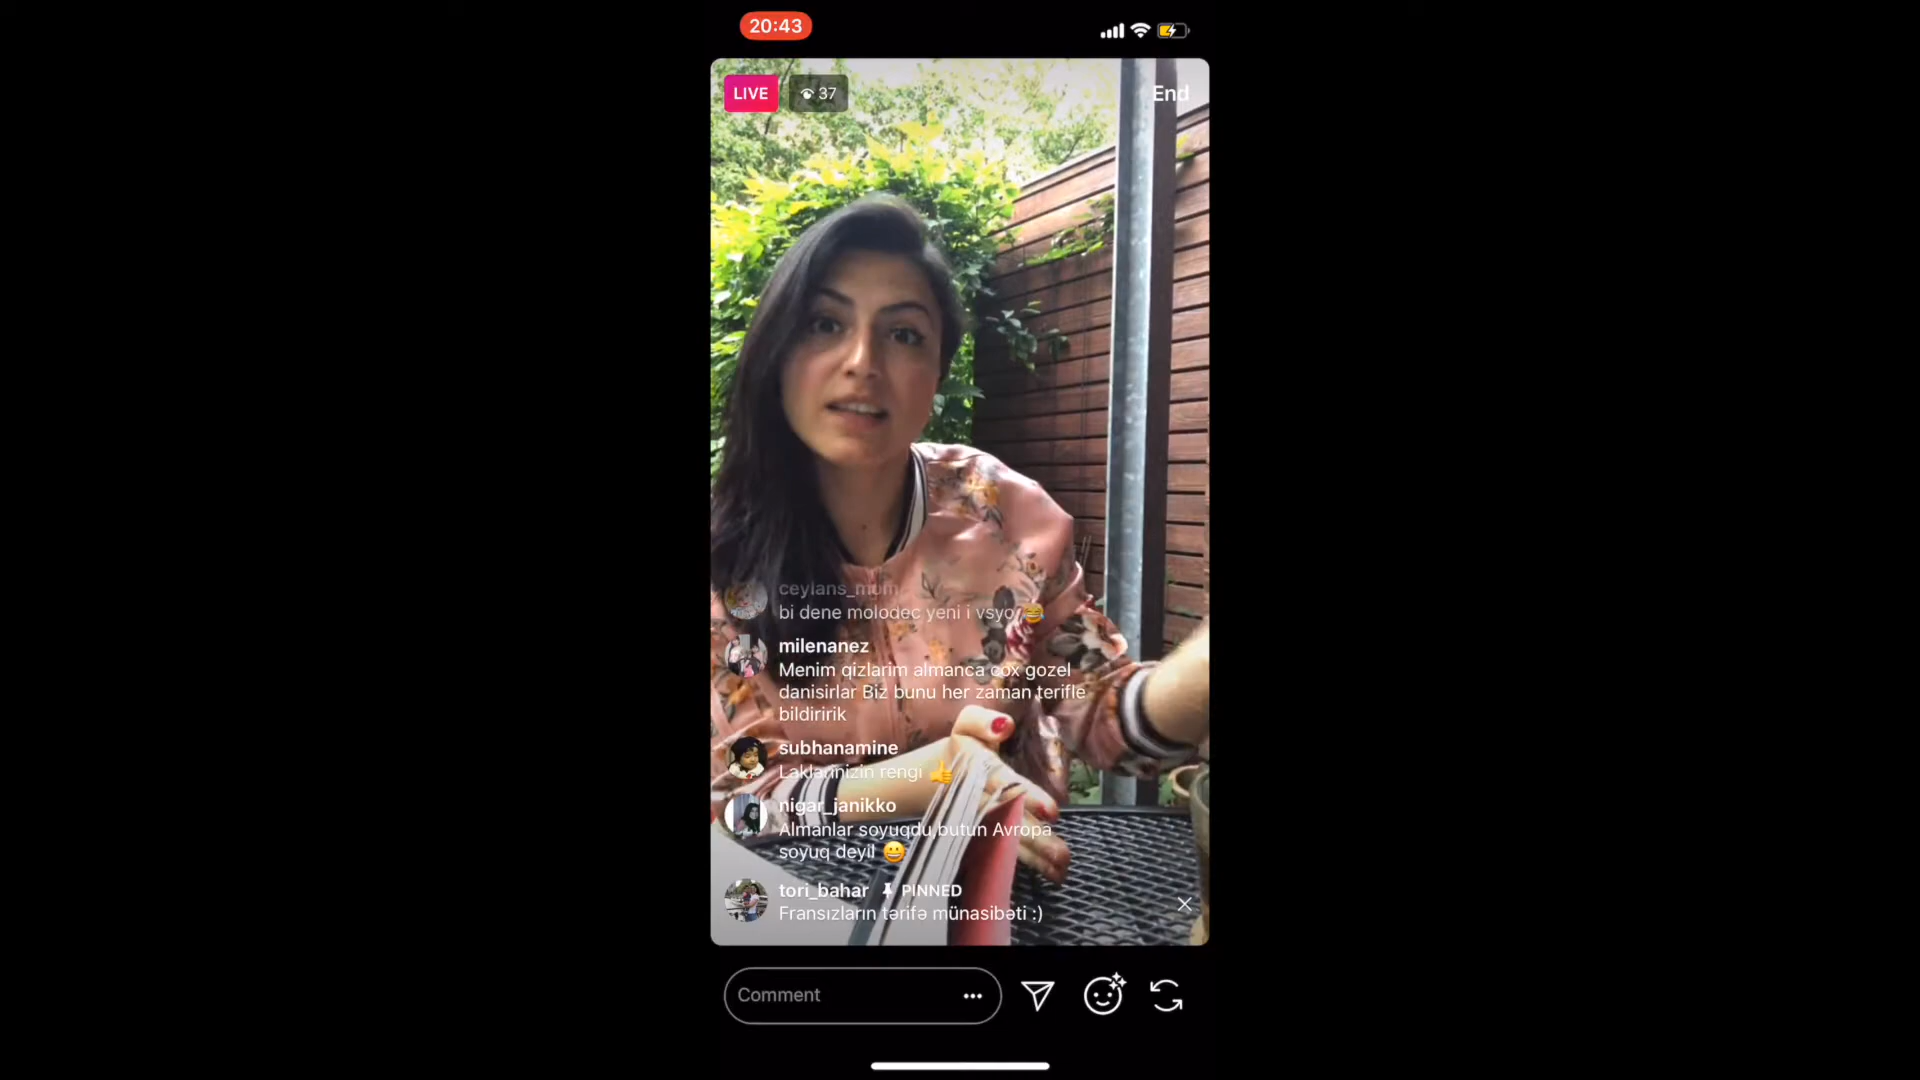 20:43
LIVE
37
End
ceylans_mom
bi dene molodec yeni i vsyo 😂
milenanez
Menim qizlarim almanca cox gozel
danisirlar Biz bunu her zaman terifle
bildiririk
subhanamine
Laklarinizin rengi 👍
nigar_janikko
Almanlar soyuqdu,butun Avropa
soyuq deyil 😀
tori_bahar PINNED
Fransızların tərifə münasibəti :)
Comment